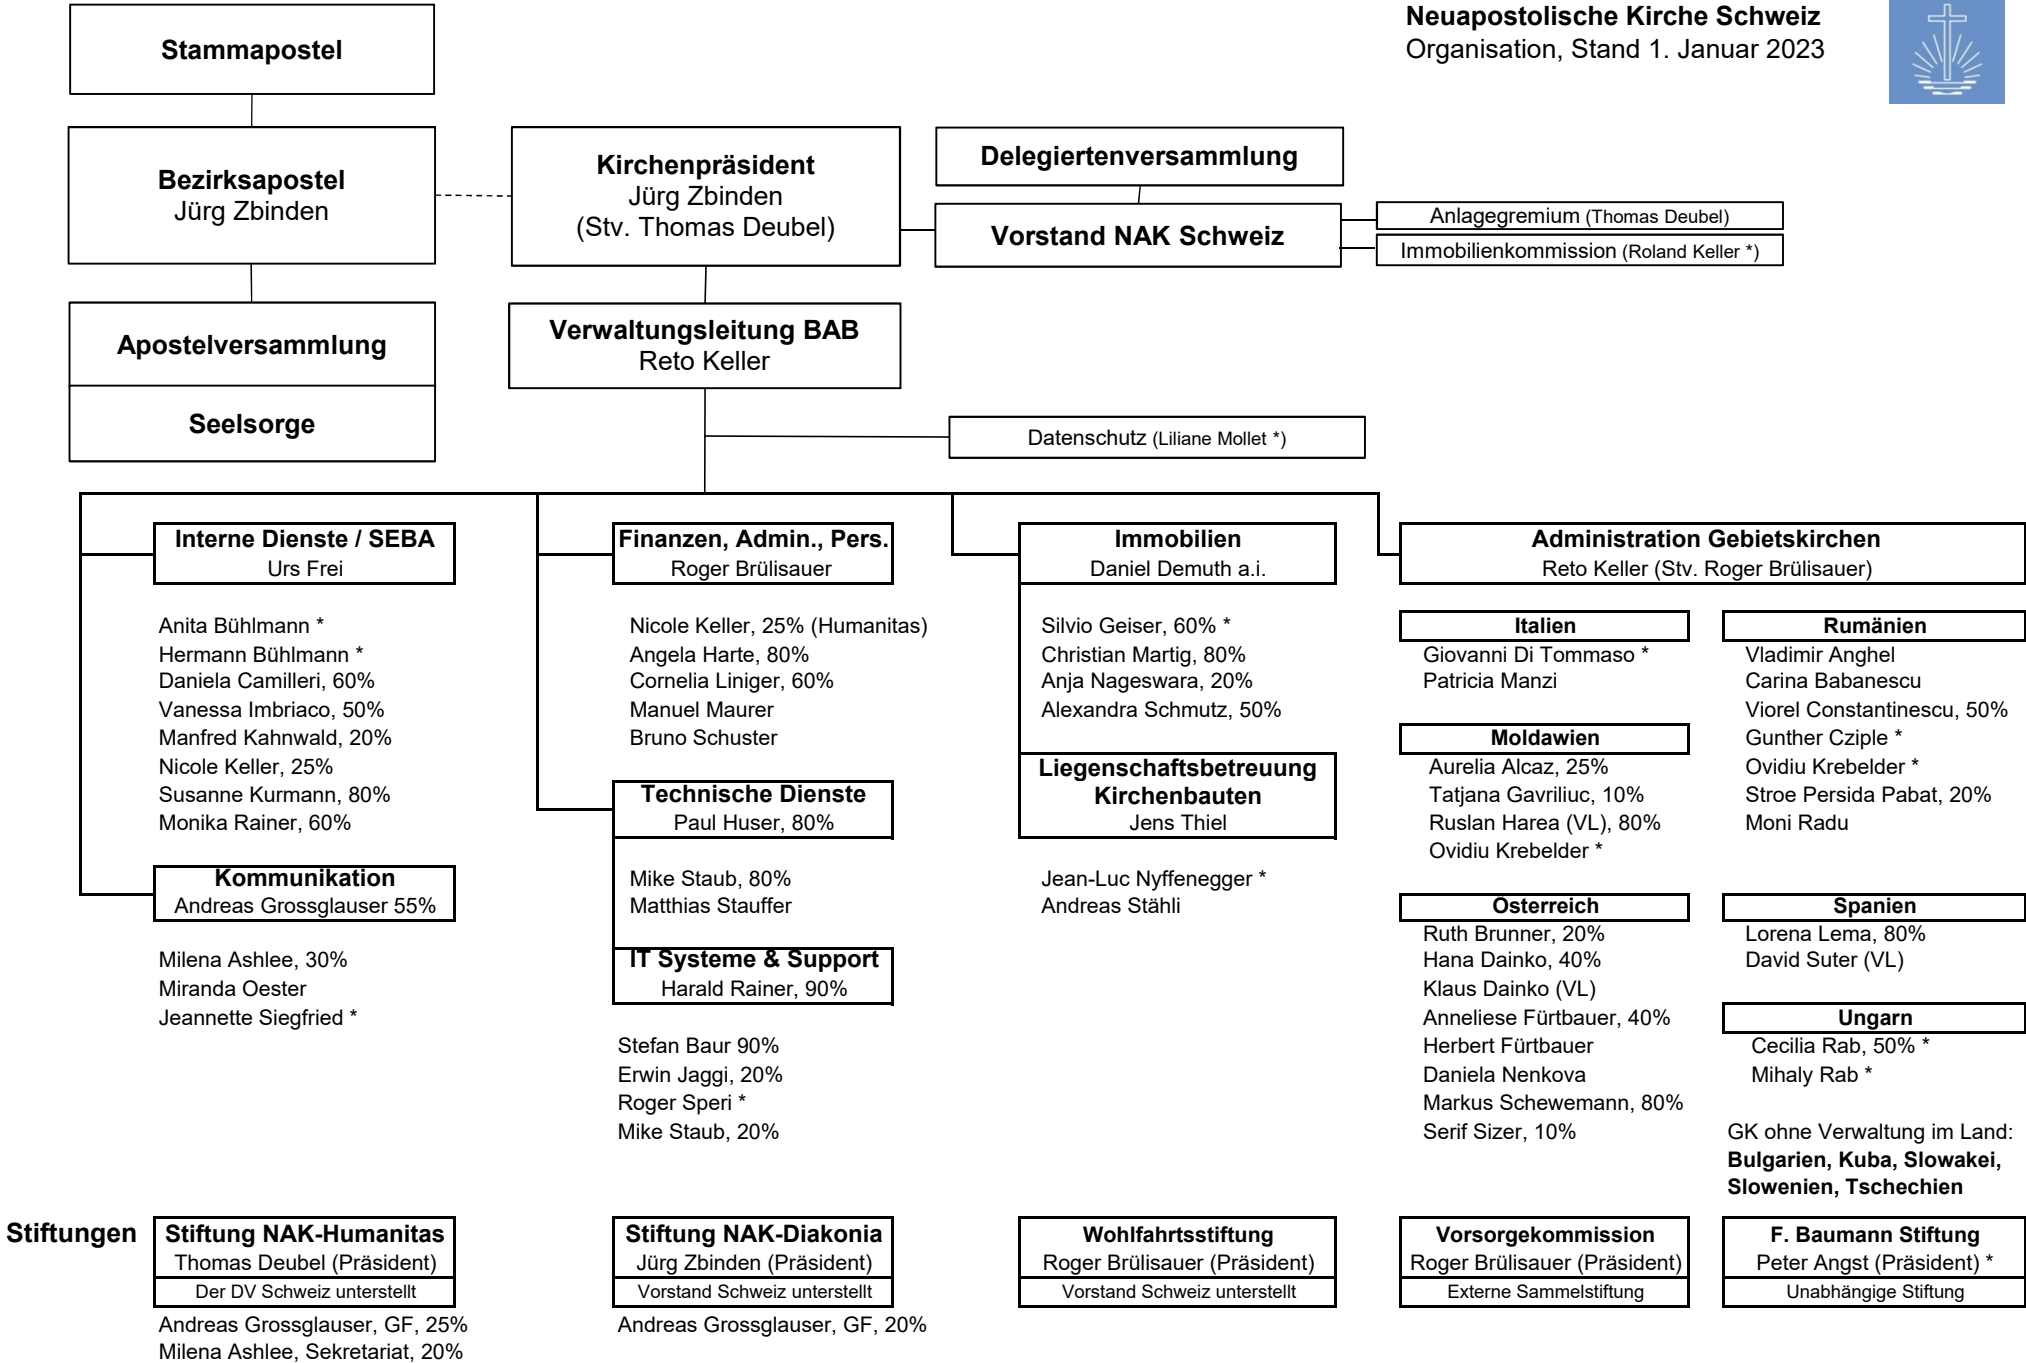 Neuapostolische Kirche Schweiz
Organisation, Stand 1. Januar 2023
Stammapostel
Bezirksapostel
Jürg Zbinden
Kirchenpräsident
Jürg Zbinden
(Stv. Thomas Deubel)
Delegiertenversammlung
Vorstand NAK Schweiz
Anlagegremium (Thomas Deubel)
Immobilienkommission (Roland Keller *)
Apostelversammlung
Seelsorge
Verwaltungsleitung BAB
Reto Keller
Datenschutz (Liliane Mollet *)
Interne Dienste / SEBA
Urs Frei
Anita Bühlmann *
Hermann Bühlmann *
Daniela Camilleri, 60%
Vanessa Imbriaco, 50%
Manfred Kahnwald, 20%
Nicole Keller, 25%
Susanne Kurmann, 80%
Monika Rainer, 60%
Kommunikation
Andreas Grossglauser 55%
Milena Ashlee, 30%
Miranda Oester
Jeannette Siegfried *
Finanzen, Admin., Pers.
Roger Brülisauer
Nicole Keller, 25% (Humanitas)
Angela Harte, 80%
Cornelia Liniger, 60%
Manuel Maurer
Bruno Schuster
Technische Dienste
Paul Huser, 80%
Mike Staub, 80%
Matthias Stauffer
IT Systeme & Support
Harald Rainer, 90%
Stefan Baur 90%
Erwin Jaggi, 20%
Roger Speri *
Mike Staub, 20%
Immobilien
Daniel Demuth a.i.
Silvio Geiser, 60% *
Christian Martig, 80%
Anja Nageswara, 20%
Alexandra Schmutz, 50%
Liegenschaftsbetreuung
Kirchenbauten
Jens Thiel
Jean-Luc Nyffenegger *
Andreas Stähli
Administration Gebietskirchen
Reto Keller (Stv. Roger Brülisauer)
Italien
Giovanni Di Tommaso *
Patricia Manzi
Moldawien
Aurelia Alcaz, 25%
Tatjana Gavriliuc, 10%
Ruslan Harea (VL), 80%
Ovidiu Krebelder *
Österreich
Ruth Brunner, 20%
Hana Dainko, 40%
Klaus Dainko (VL)
Anneliese Fürtbauer, 40%
Herbert Fürtbauer
Daniela Nenkova
Markus Schewemann, 80%
Serif Sizer, 10%
Rumänien
Vladimir Anghel
Carina Babanescu
Viorel Constantinescu, 50%
Gunther Cziple *
Ovidiu Krebelder *
Stroe Persida Pabat, 20%
Moni Radu
Spanien
Lorena Lema, 80%
David Suter (VL)
Ungarn
Cecilia Rab, 50% *
Mihaly Rab *
GK ohne Verwaltung im Land:
Bulgarien, Kuba, Slowakei,
Slowenien, Tschechien
Stiftungen
Stiftung NAK-Humanitas
Thomas Deubel (Präsident)
Der DV Schweiz unterstellt
Andreas Grossglauser, GF, 25%
Milena Ashlee, Sekretariat, 20%
Stiftung NAK-Diakonia
Jürg Zbinden (Präsident)
Vorstand Schweiz unterstellt
Andreas Grossglauser, GF, 20%
Wohlfahrtsstiftung
Roger Brülisauer (Präsident)
Vorstand Schweiz unterstellt
Vorsorgekommission
Roger Brülisauer (Präsident)
Externe Sammelstiftung
F. Baumann Stiftung
Peter Angst (Präsident) *
Unabhängige Stiftung